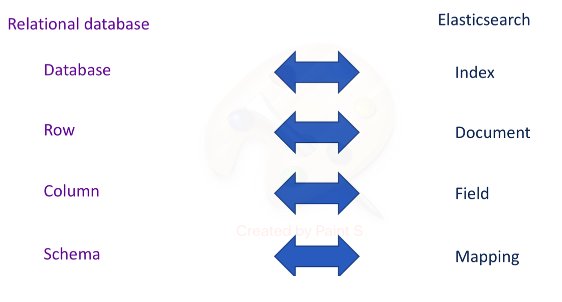 Relational database
Elasticsearch
Database
Index
Row
Document
Column
Field
Created by Paint S
Schema
Mapping